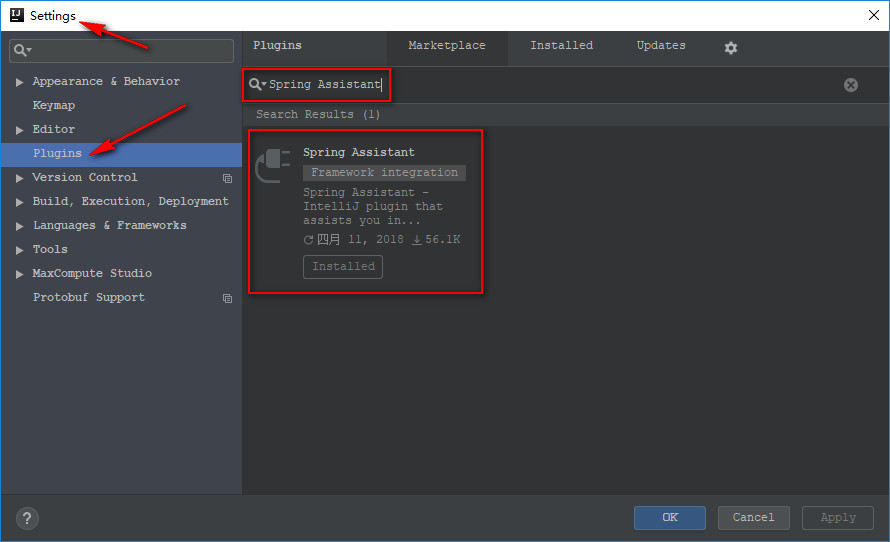 IJ Settings
Plugins Marketplace Installed Updates
Spring Assistant
Search Results (1)
Appearance & Behavior
Keymap
Editor
Plugins
Version Control
Build, Execution, Deployment
Languages & Frameworks
Tools
MaxCompute Studio
Protobuf Support
Spring Assistant
Framework integration
Spring Assistant -
IntelliJ plugin that
assists you in...
四月 11, 2018 56.1K
Installed
? OK Cancel Apply